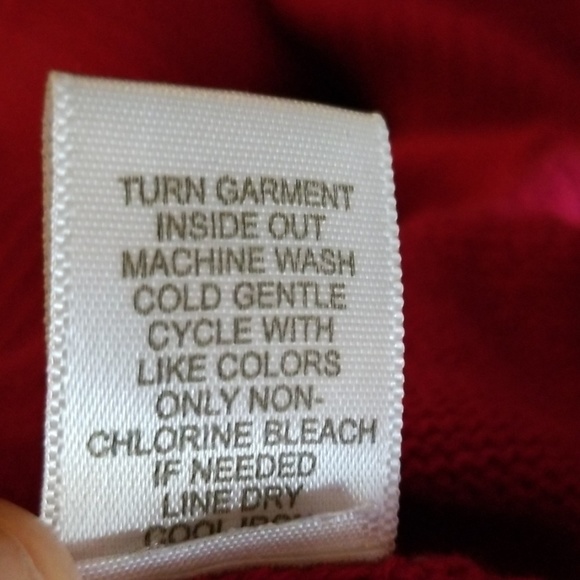 TURN GARMENT
INSIDE OUT
MACHINE WASH
COLD GENTLE
CYCLE WITH
LIKE COLORS
ONLY NON-
CHLORINE BLEACH
IF NEEDED
LINE DRY
COOL